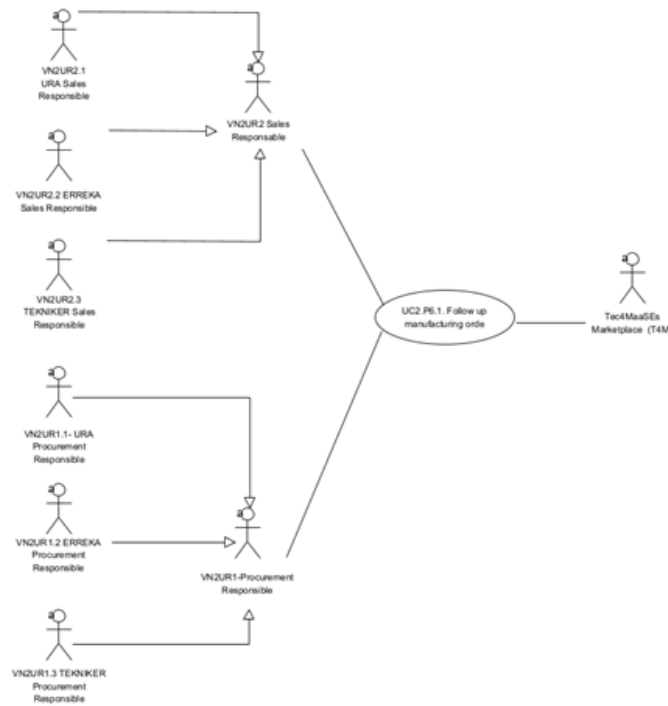 VN2UR2.1
URA Sales
Responsible
VN2UR2 Sales
Responsable
VN2UR2.2 ERREKA
Sales Responsible
VN2UR2.3
TEKNIKER Sales
Responsible
UC2.P6.1. Follow up
manufacturing orde
Tec4MaaSEs
Marketplace (T4M
VN2UR1.1- URA
Procurement
Responsible
VN2UR1.2 ERREKA
Procurement
Responsible
VN2UR1-Procurement
Responsible
VN2UR1.3 TEKNIKER
Procurement
Responsible